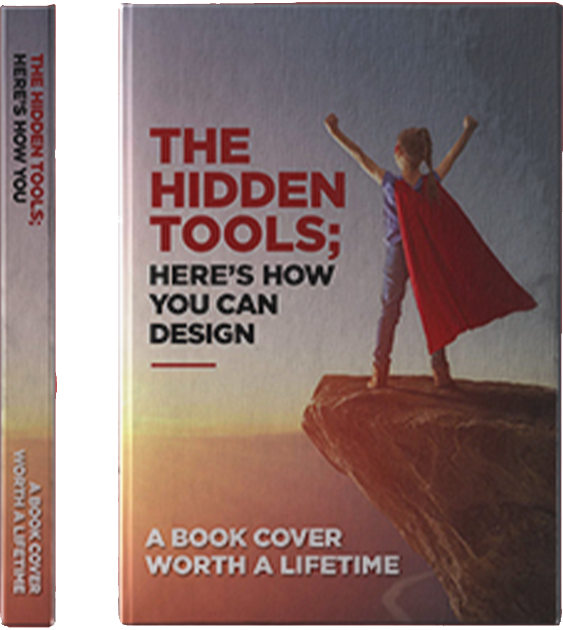 THE HIDDEN TOOLS;
HERE'S HOW YOU
A BOOK COVER
WORTH A LIFETIME
THE
HIDDEN
TOOLS;
HERE'S HOW
YOU CAN
DESIGN
A BOOK COVER
WORTH A LIFETIME